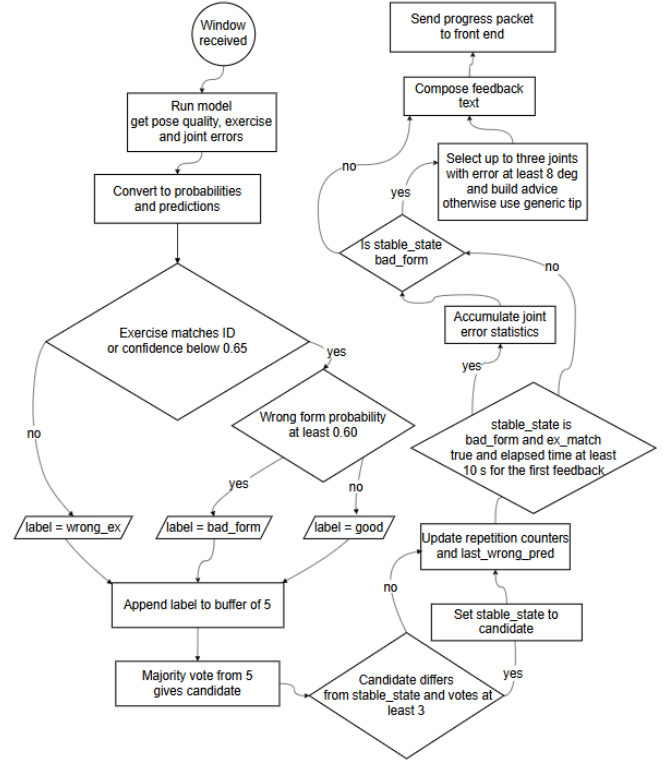 Window
received
Run model
get pose quality, exercise
and joint errors
Convert to probabilities
and predictions
Exercise matches ID
or confidence below 0.65
no
yes
Wrong form probability
at least 0.60
yes
no
label = wrong_ex
label = bad_form
label = good
Append label to buffer of 5
Majority vote from 5
gives candidate
Candidate differs
from stable_state and votes at
least 3
no
yes
Set stable_state to
candidate
Update repetition counters
and last_wrong_pred
stable_state is
bad_form and ex_match
true and elapsed time at least
10 s for the first feedback
yes
no
Accumulate joint
error statistics
Is stable_state
bad_form
no
yes
Select up to three joints
with error at least 8 deg
and build advice
otherwise use generic tip
Compose feedback
text
Send progress packet
to front end